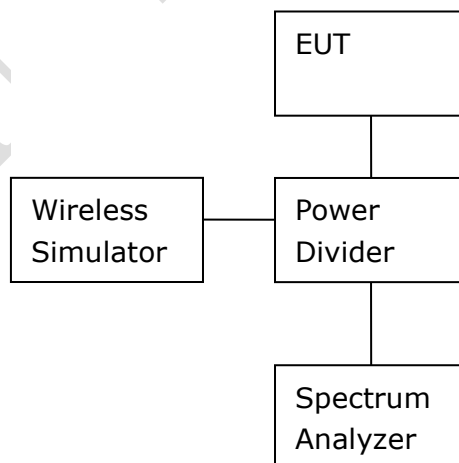 EUT
Wireless
Simulator
Power
Divider
Spectrum
Analyzer